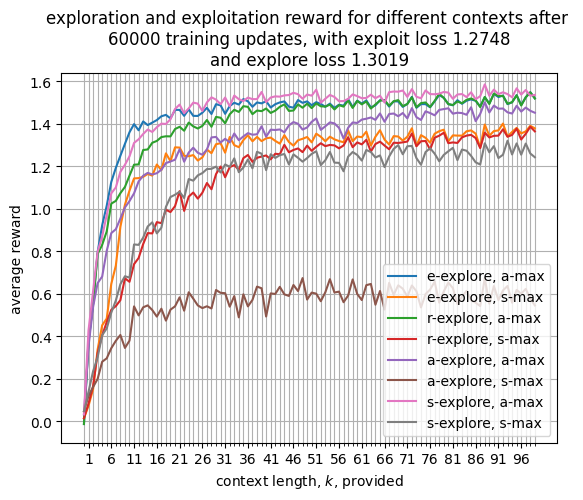 exploration and exploitation reward for different contexts after
60000 training updates, with exploit loss 1.2748
and explore loss 1.3019
average reward
1.6
1.4
1.2
1.0
0.8
0.6
0.4
0.2
0.0
e-explore, a-max
e-explore, s-max
r-explore, a-max
r-explore, s-max
a-explore, a-max
a-explore, s-max
s-explore, a-max
s-explore, s-max
1 6 11 16 21 26 31 36 41 46 51 56 61 66 71 76 81 86 91 96
context length, k, provided